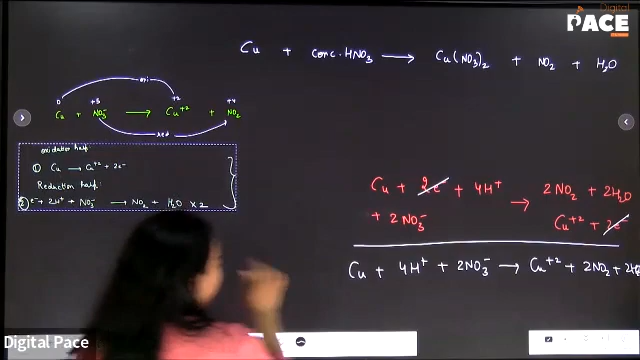 Digital
PACE
Cu + conc. HNO3 → Cu(NO3)2 + NO2 + H2O
oxi
0 +5 +2 +4
Cu + NO3⁻ → Cu⁺² + NO2
red
oxidation half:
① Cu → Cu⁺² + 2e⁻
Reduction half:
② e⁻ + 2H⁺ + NO3⁻ → NO2 + H2O × 2
Cu + 2e⁻ + 4H⁺ → 2NO2 + 2H2O
+ 2NO3⁻ Cu⁺² + 2e⁻
Cu + 4H⁺ + 2NO3⁻ → Cu⁺² + 2NO2 +
Digital Pace